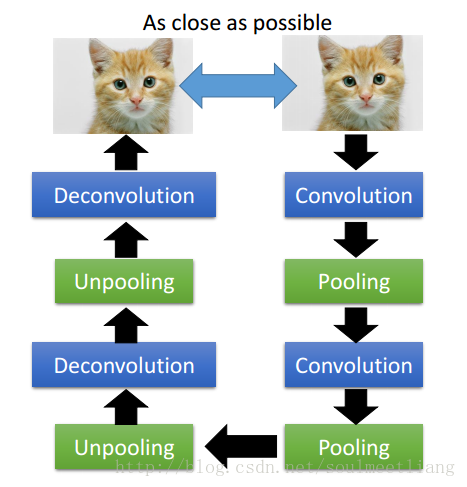 As close as possible
Deconvolution
Convolution
Unpooling
Pooling
Deconvolution
Convolution
Unpooling
Pooling
http://blog.csdn.net/soulmeetliang